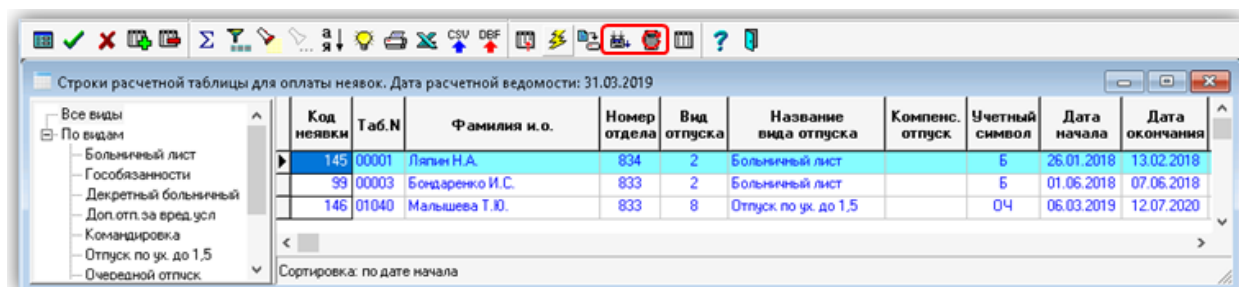 а я CSV DBF ?
Строки расчетной таблицы для оплаты неявок. Дата расчетной ведомости: 31.03.2019
Все виды
По видам
Больничный лист
Гособязанности
Декретный больничный
Доп.отп. за вред.усл
Командировка
Отпуск по ух. до 1,5
Очередной отпуск
Код неявки Таб.N Фамилия и.о. Номер отдела Вид отпуска Название вида отпуска Компенс. отпуск Учетный символ Дата начала Дата окончания
145 00001 Ляпин Н.А. 834 2 Больничный лист Б 26.01.2018 13.02.2018
99 00003 Бондаренко И.С. 833 2 Больничный лист Б 01.06.2018 07.06.2018
146 01040 Малышева Т.Ю. 833 8 Отпуск по ух. до 1,5 ОЧ 06.03.2019 12.07.2020
Сортировка: по дате начала